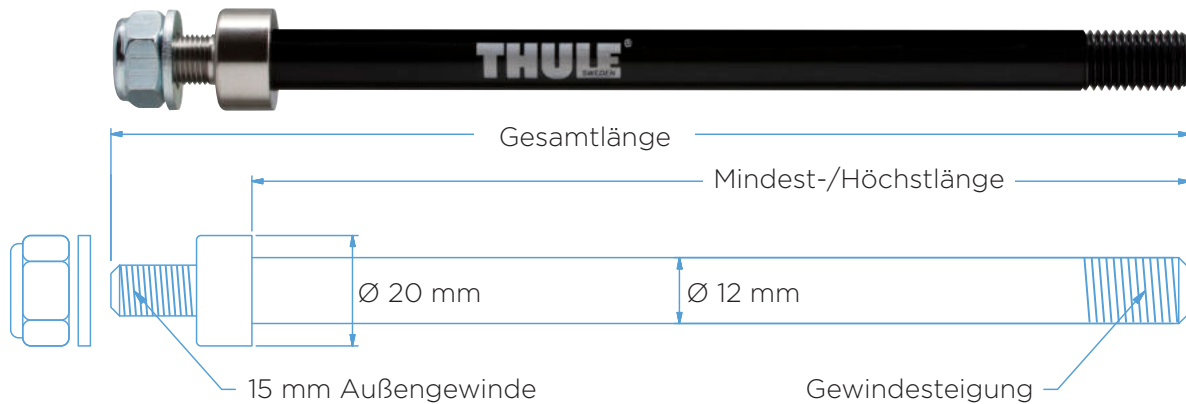 THULE®
SWEDEN
Gesamtlänge
Mindest-/Höchstlänge
Ø 20 mm
Ø 12 mm
15 mm Außengewinde
Gewindesteigung